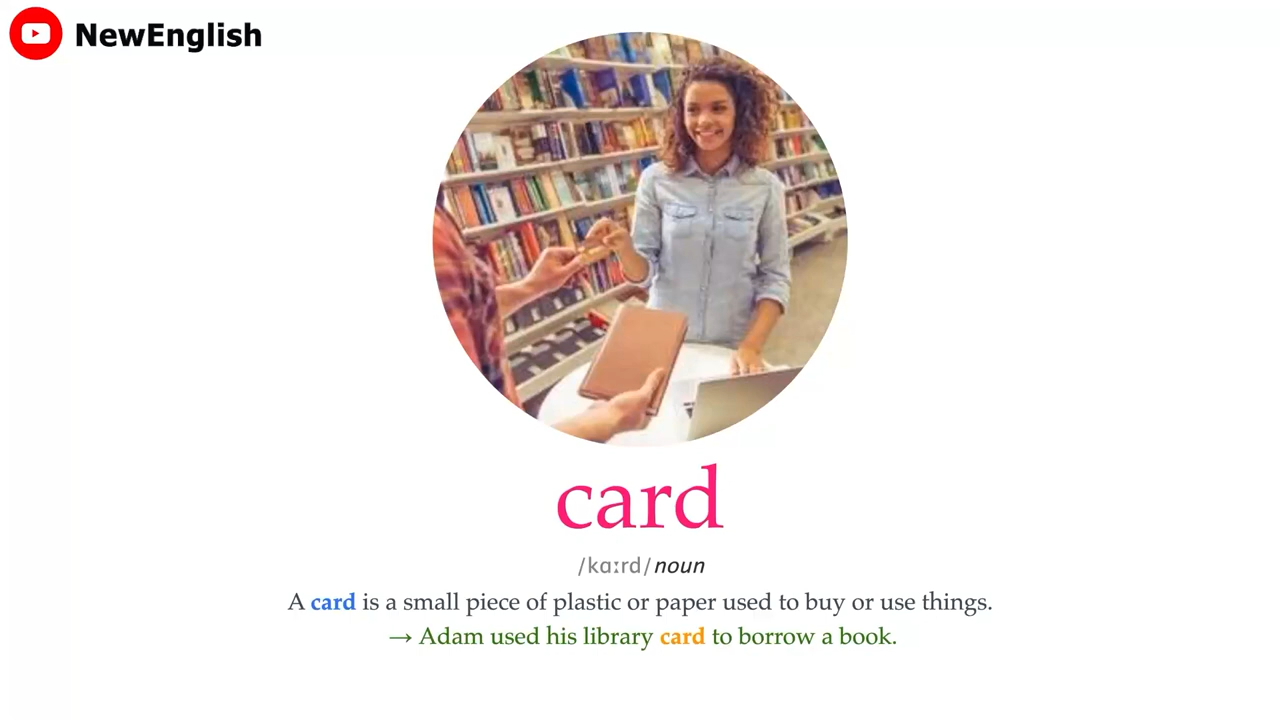 NewEnglish
card
/kɑːrd/noun
A card is a small piece of plastic or paper used to buy or use things.
→ Adam used his library card to borrow a book.